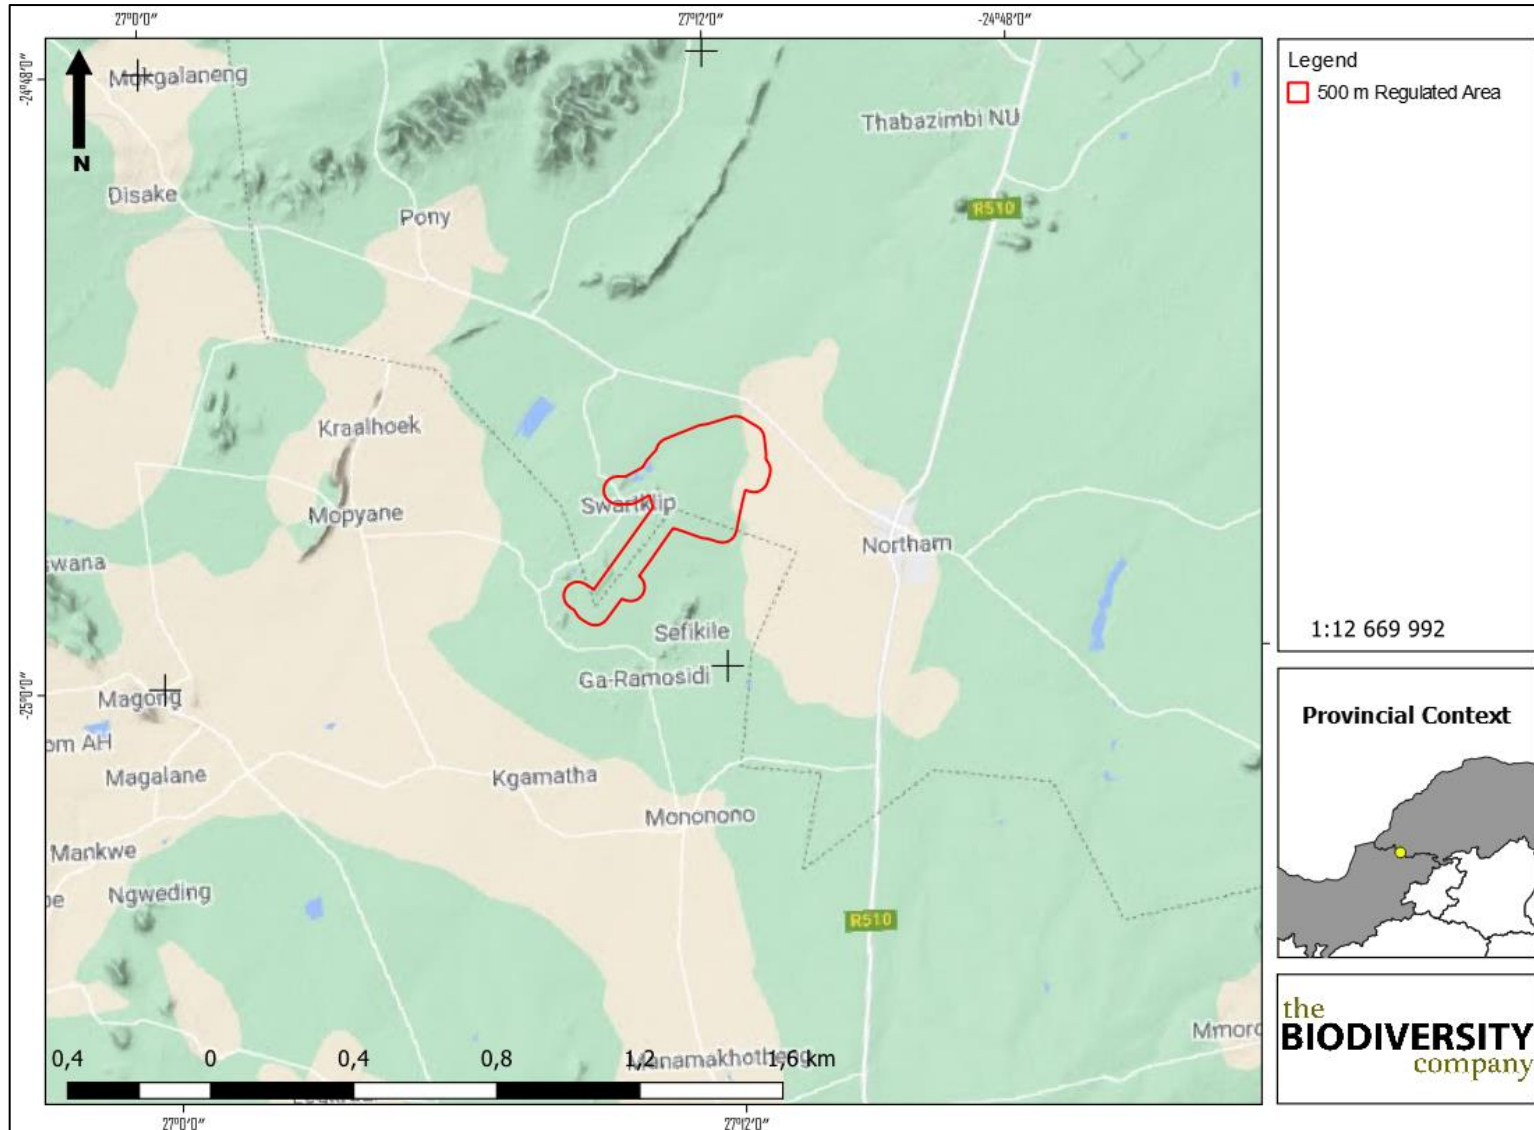 27°0'0"
27°12'0"
-24°48'0"
-24°48'0"
N
Mokgalaneng
Thabazimbi NU
Disake
Pony
R510
Kraalhoek
Mopyane
Swartklip
Northam
swana
Sefikile
Ga-Ramosidi
-25°0'0"
Magong
om AH
Magalane
Kgamatha
Mononono
Mankwe
Ngweding
R510
Mmoro
Manamakhotheng
0,4 0 0,4 0,8 1,2 1,6 km
27°0'0"
27°12'0"
Legend
500 m Regulated Area
1:12 669 992
Provincial Context
the
BIODIVERSITY
company